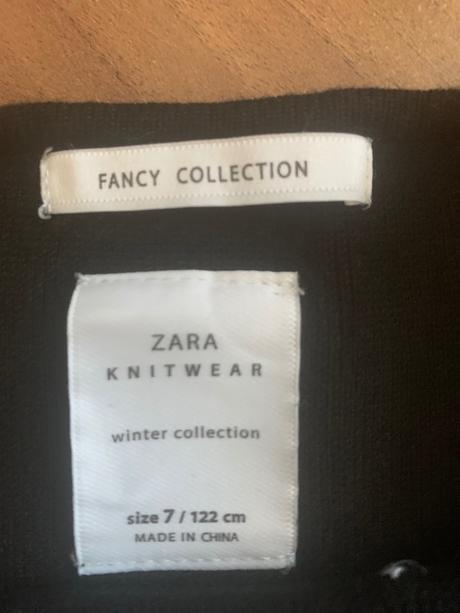 FANCY COLLECTION
ZARA
KNITWEAR
winter collection
size 7 / 122 cm
MADE IN CHINA